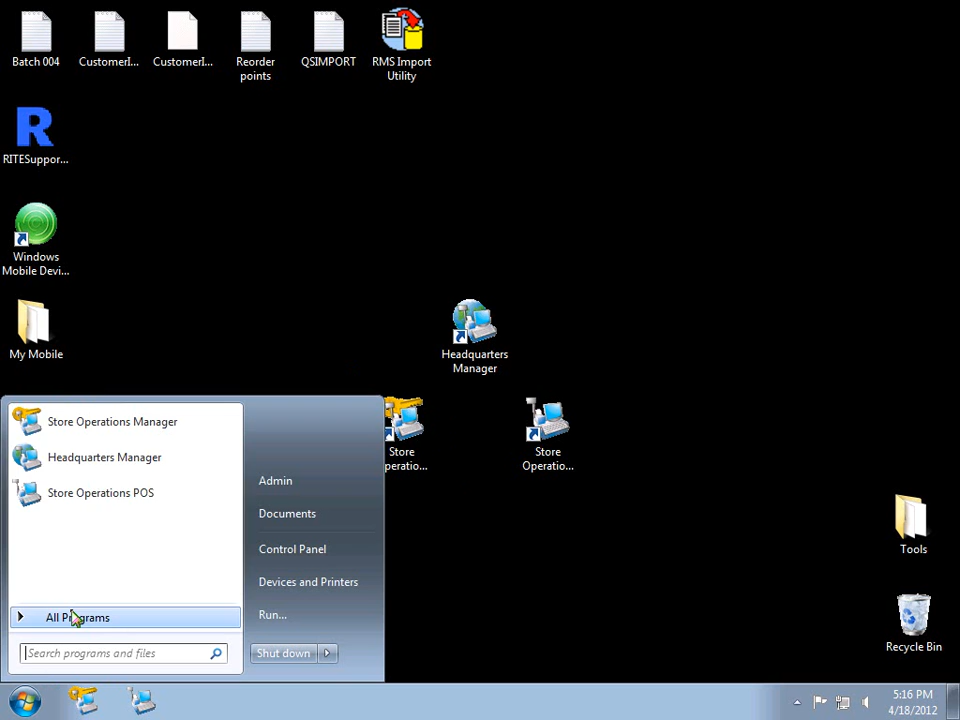 Batch 004
CustomerI...
CustomerI...
Reorder
points
QSIMPORT
RMS Import
Utility
R
RITESuppor...
Windows
Mobile Devi...
My Mobile
Headquarters
Manager
Store
peratio...
Store
Operatio...
Store Operations Manager
Headquarters Manager
Store Operations POS
All Programs
Search programs and files
Admin
Documents
Control Panel
Devices and Printers
Run...
Shut down
Tools
Recycle Bin
5:16 PM
4/18/2012